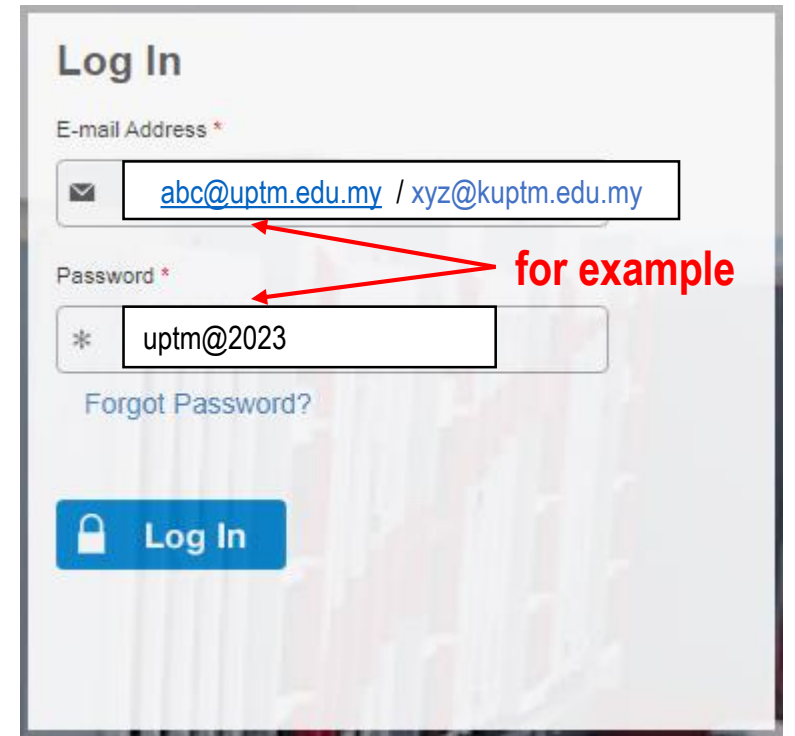 Log In
E-mail Address *
abc@uptm.edu.my / xyz@kuptm.edu.my
for example
Password *
uptm@2023
Forgot Password?
Log In